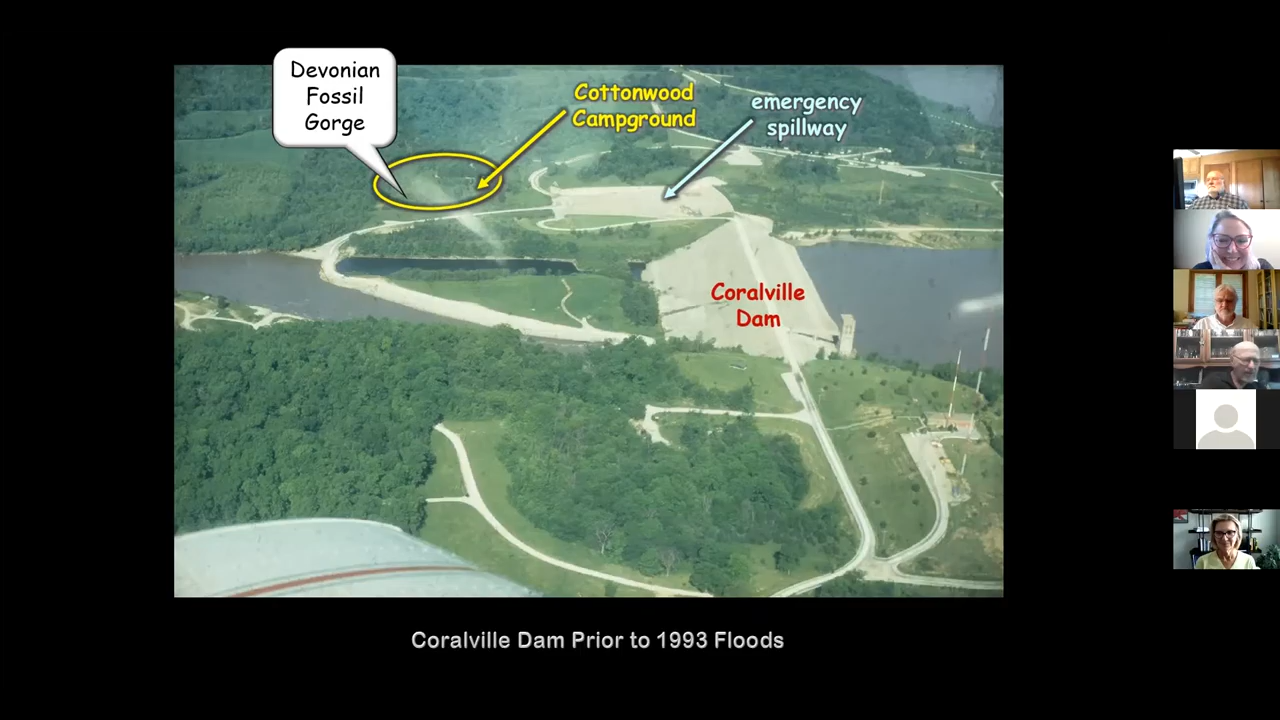 Devonian
Fossil
Gorge
Cottonwood
Campground
emergency
spillway
Coralville
Dam
Coralville Dam Prior to 1993 Floods